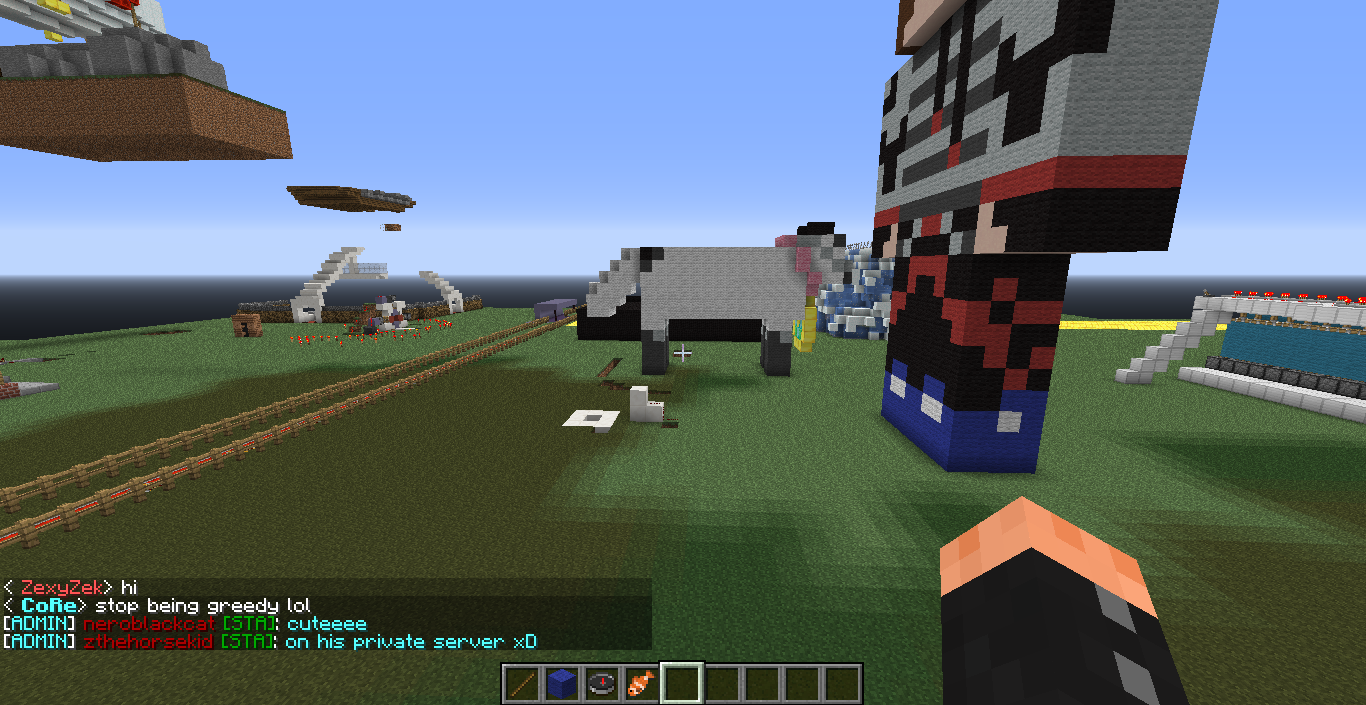 < ZexyZek> hi
< CoRe> stop being greedy lol
[ADMIN] neroblackcat [STA]: cuteeee
[ADMIN] zthehorsekid [STA]: on his private server xD